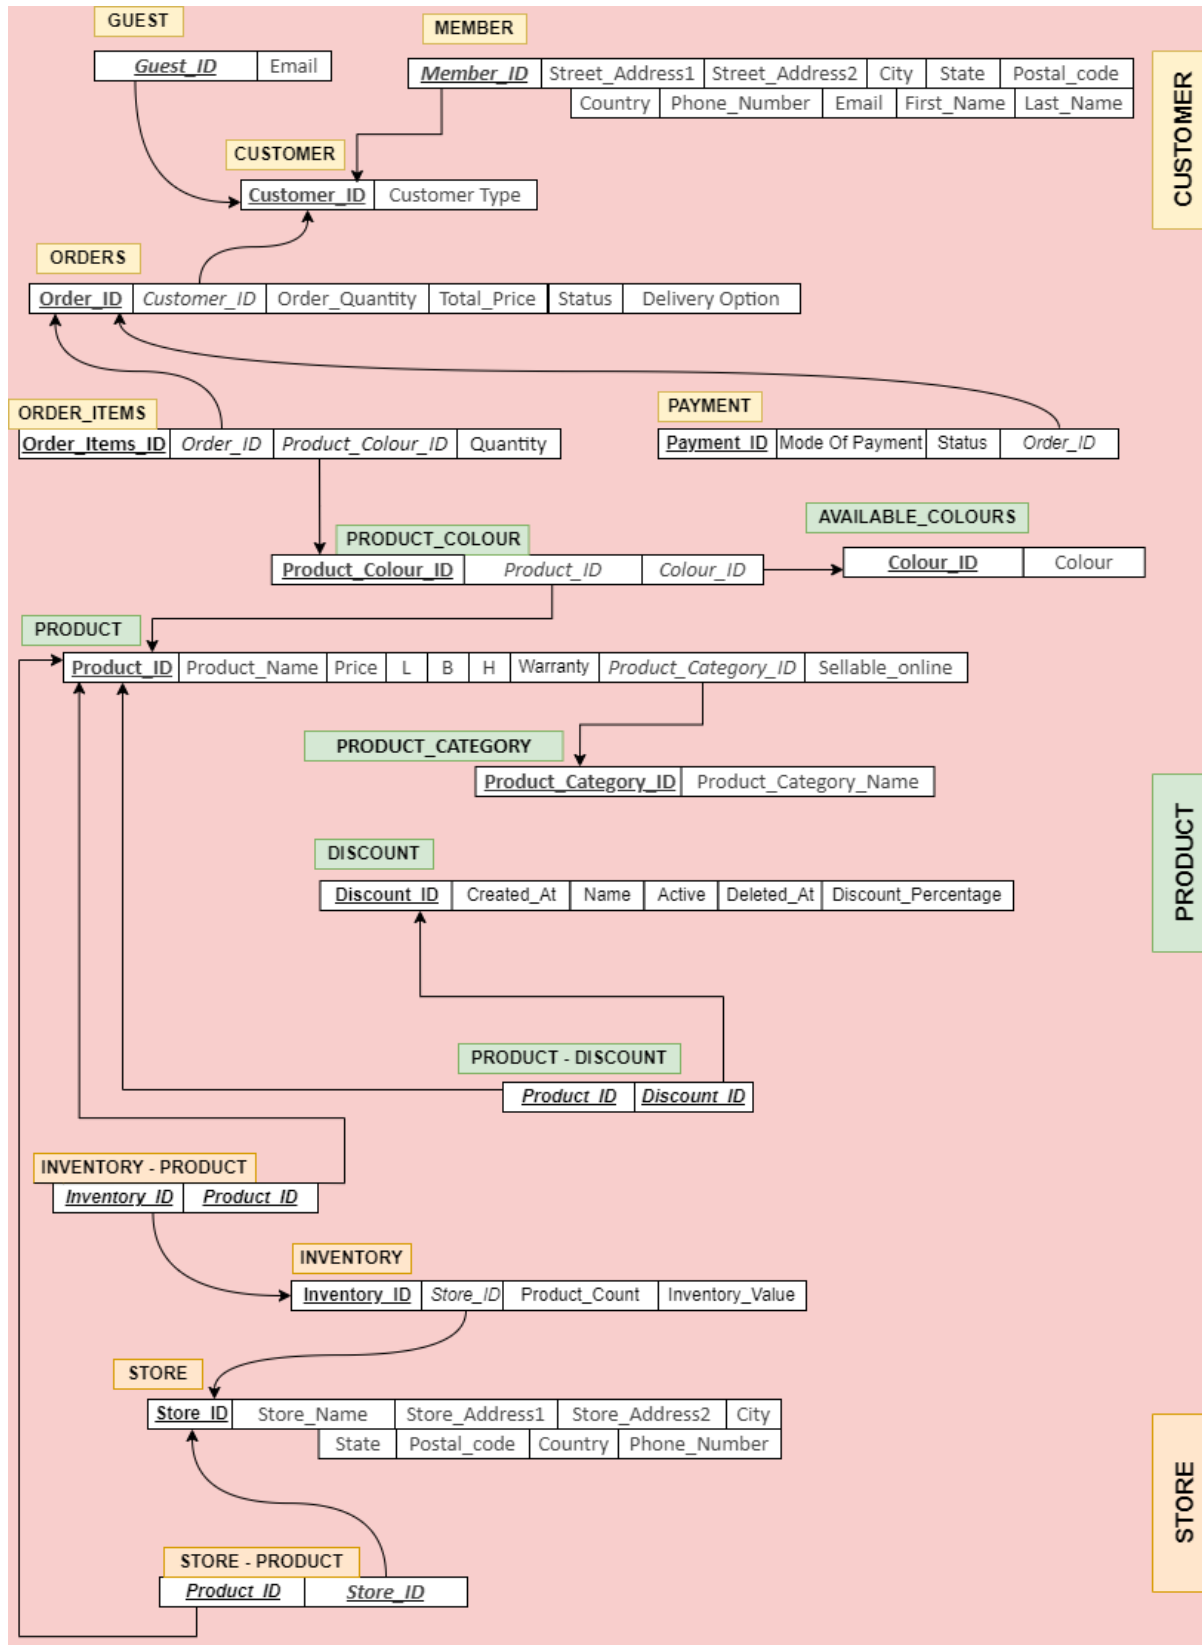 GUEST
Guest_ID Email
MEMBER
Member_ID Street_Address1 Street_Address2 City State Postal_code
Country Phone_Number Email First_Name Last_Name
CUSTOMER
CUSTOMER
Customer_ID Customer Type
ORDERS
Order_ID Customer_ID Order_Quantity Total_Price Status Delivery Option
ORDER_ITEMS
Order_Items_ID Order_ID Product_Colour_ID Quantity
PAYMENT
Payment_ID Mode Of Payment Status Order_ID
PRODUCT_COLOUR
Product_Colour_ID Product_ID Colour_ID
AVAILABLE_COLOURS
Colour_ID Colour
PRODUCT
Product_ID Product_Name Price L B H Warranty Product_Category_ID Sellable_online
PRODUCT_CATEGORY
Product_Category_ID Product_Category_Name
PRODUCT
DISCOUNT
Discount_ID Created_At Name Active Deleted_At Discount_Percentage
PRODUCT - DISCOUNT
Product_ID Discount_ID
INVENTORY - PRODUCT
Inventory_ID Product_ID
INVENTORY
Inventory_ID Store_ID Product_Count Inventory_Value
STORE
Store_ID Store_Name Store_Address1 Store_Address2 City
State Postal_code Country Phone_Number
STORE
STORE - PRODUCT
Product_ID Store_ID